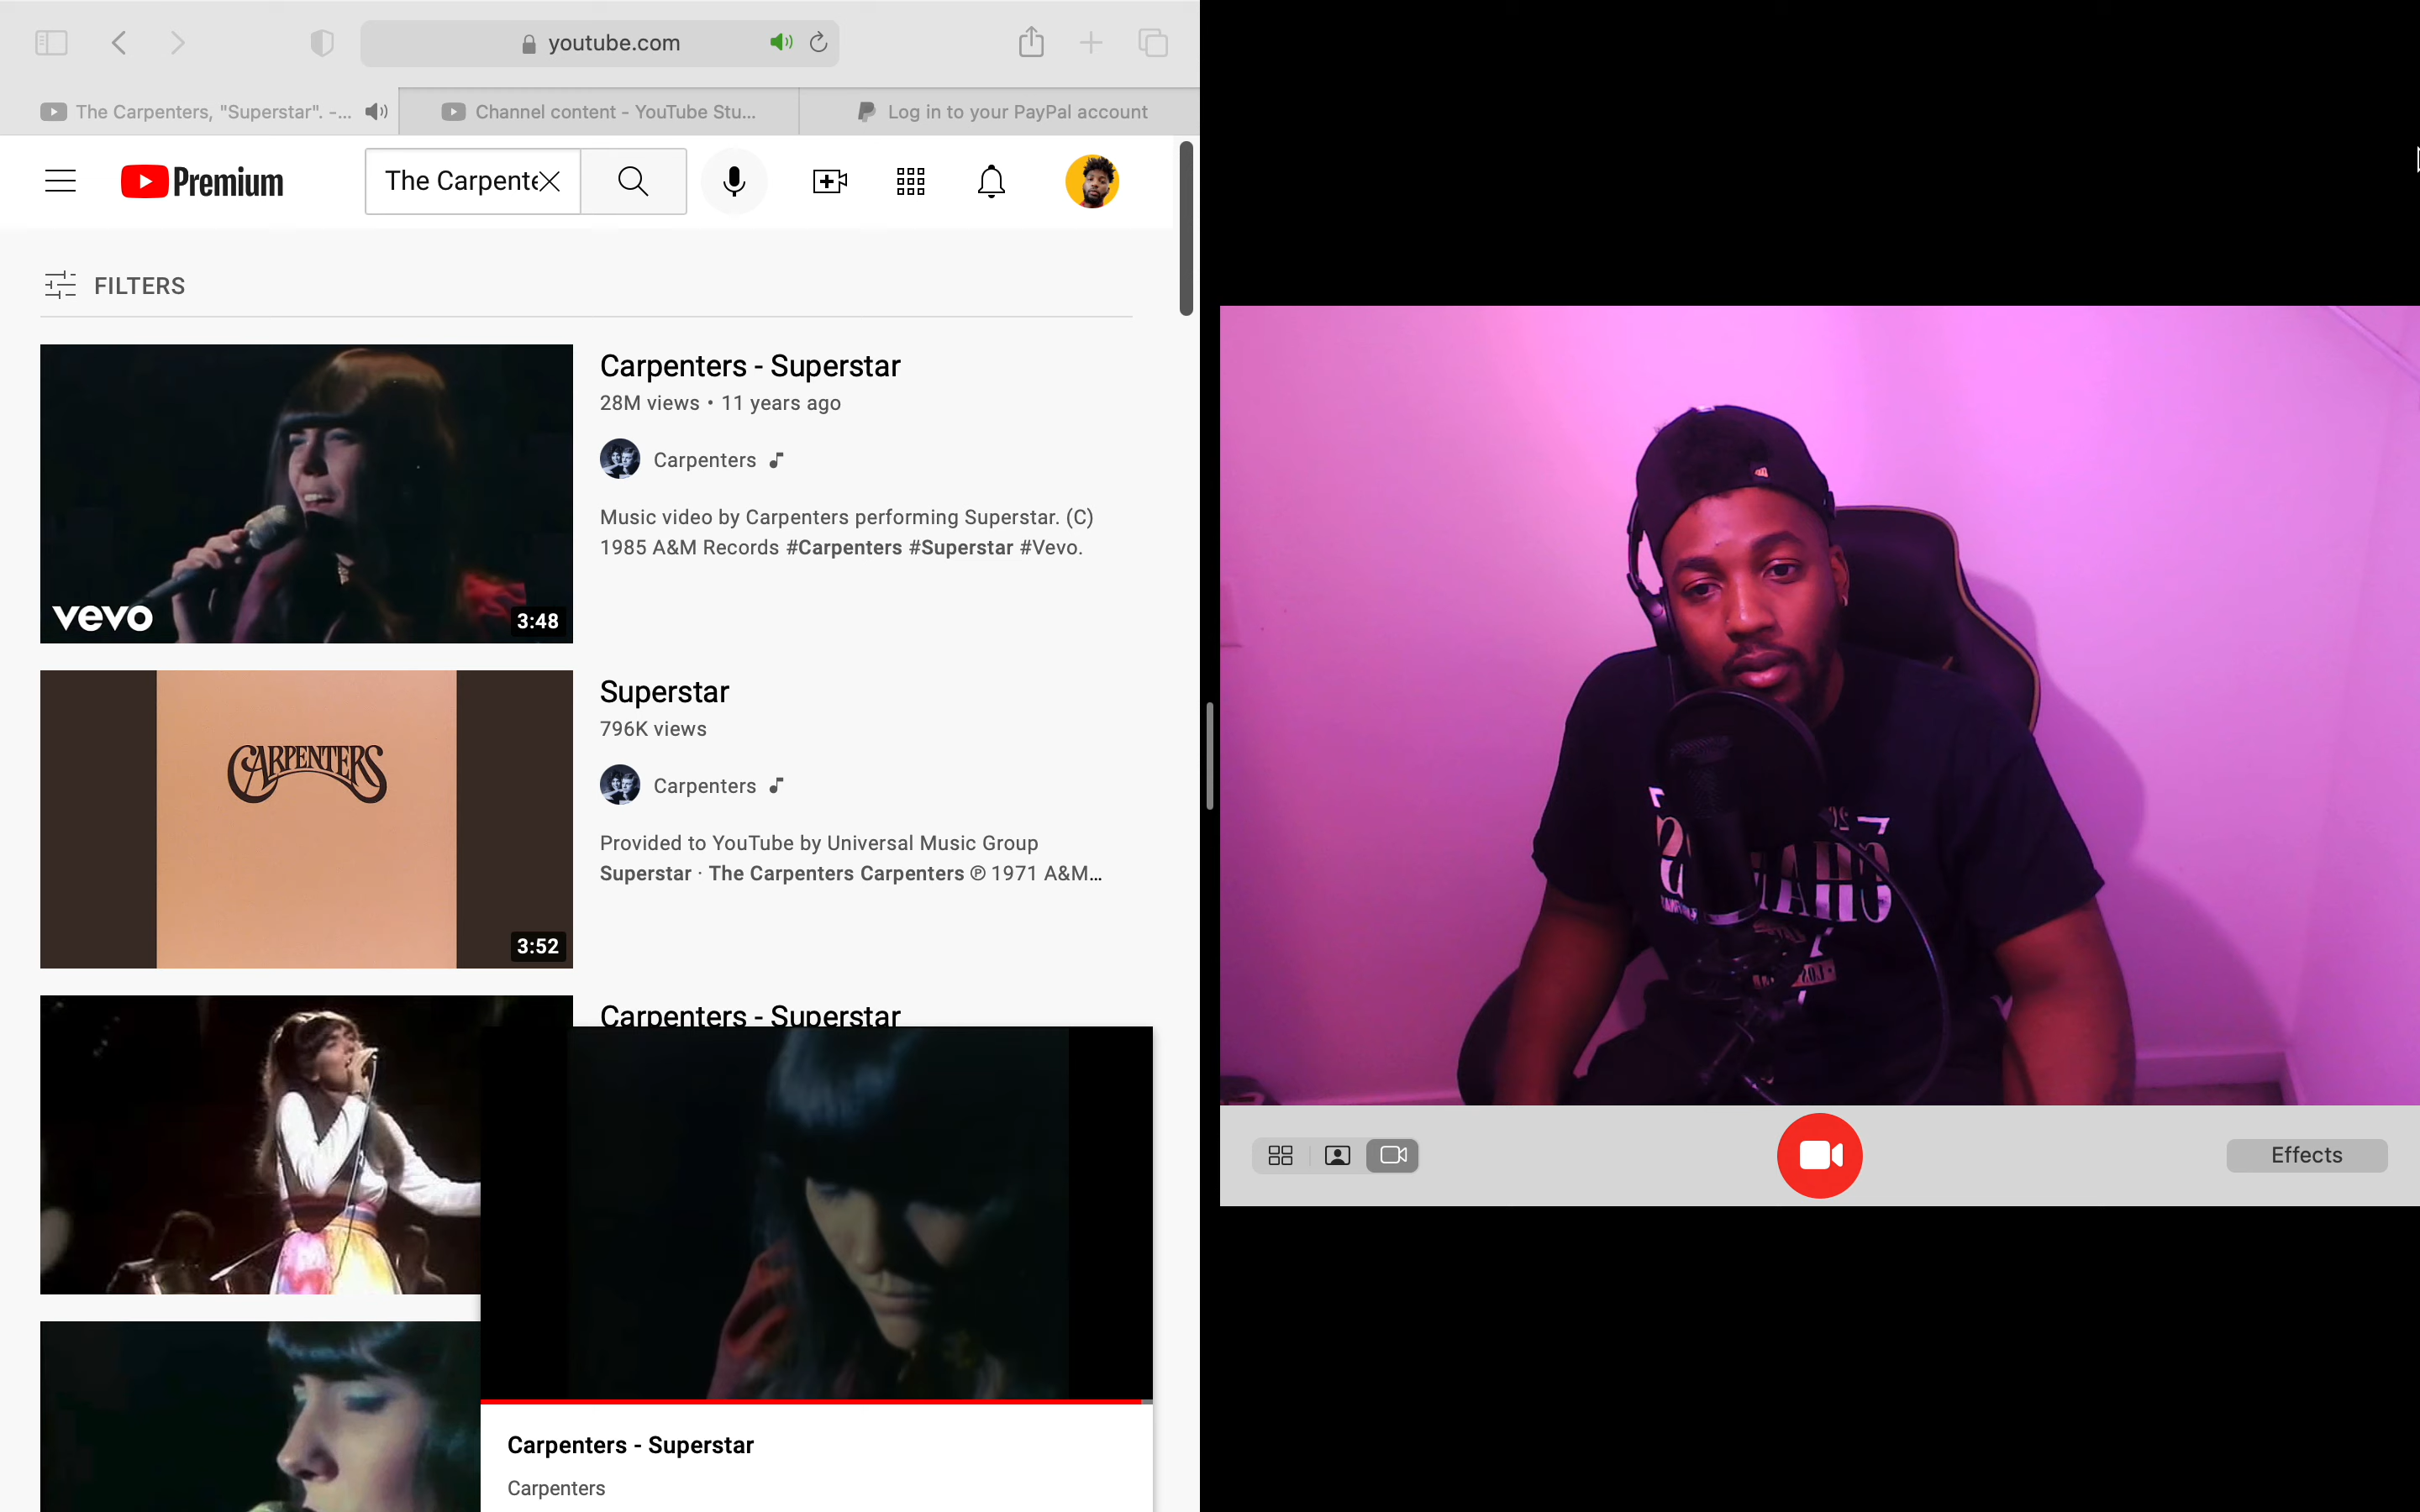 youtube.com
The Carpenters, "Superstar". -...
Channel content - YouTube Stu...
Log in to your PayPal account
Premium
The Carpente
FILTERS
vevo
3:48
Carpenters - Superstar
28M views • 11 years ago
Carpenters
Music video by Carpenters performing Superstar. (C)
1985 A&M Records #Carpenters #Superstar #Vevo.
CARPENTERS
3:52
Superstar
796K views
Carpenters
Provided to YouTube by Universal Music Group
Superstar · The Carpenters Carpenters ℗ 1971 A&M...
Carpenters - Superstar
Carpenters - Superstar
Carpenters
Effects